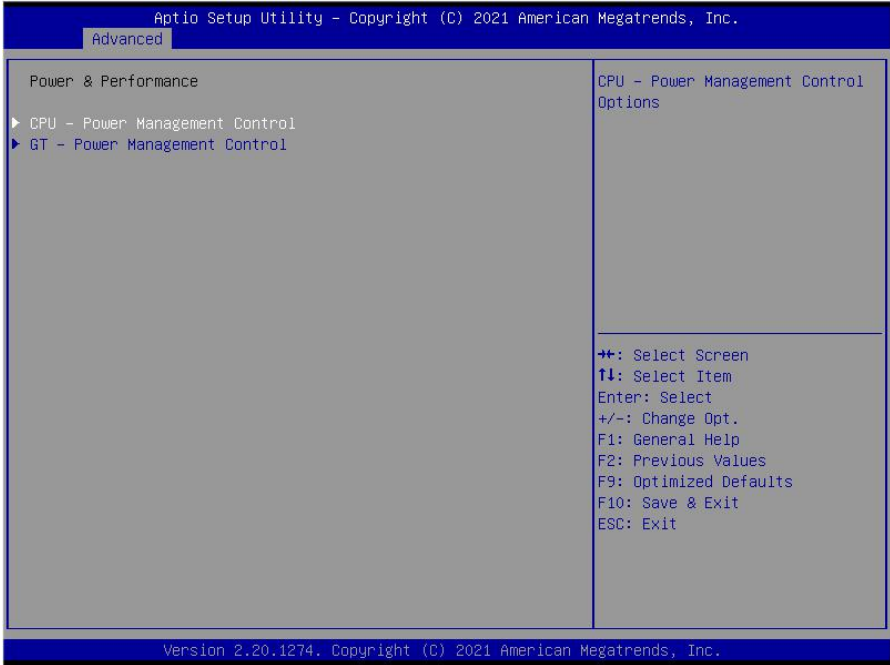 Aptio Setup Utility – Copyright (C) 2021 American Megatrends, Inc.
Advanced
Power & Performance
CPU – Power Management Control
GT – Power Management Control
CPU – Power Management Control
Options
→←: Select Screen
↑↓: Select Item
Enter: Select
+/-: Change Opt.
F1: General Help
F2: Previous Values
F9: Optimized Defaults
F10: Save & Exit
ESC: Exit
Version 2.20.1274. Copyright (C) 2021 American Megatrends, Inc.